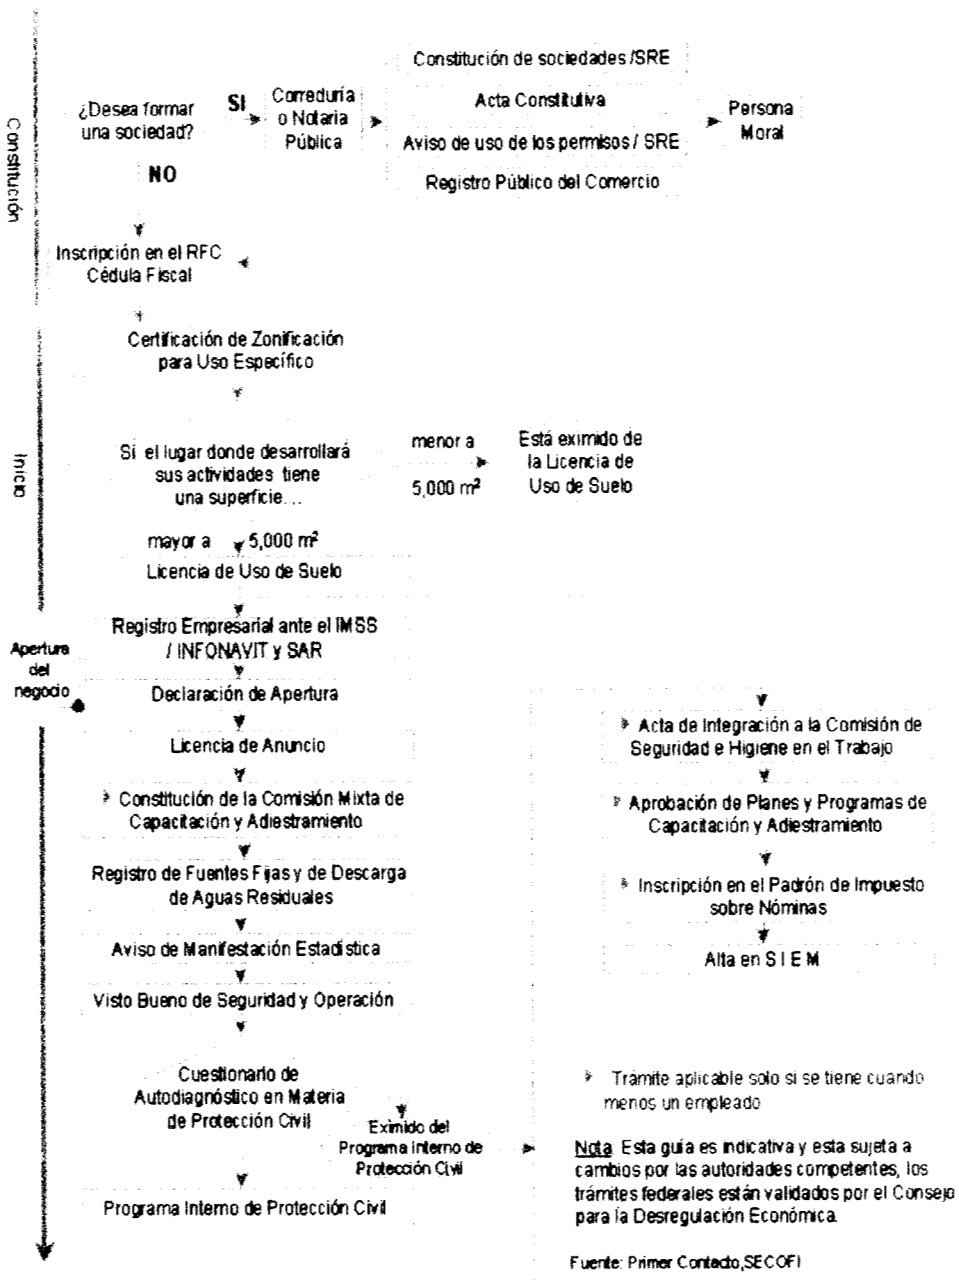 Constitución
¿Desea formar
una sociedad?
SI
NO
Correduría
o Notaria
Pública
Constitución de sociedades /SRE
Acta Constitutiva
Aviso de uso de los permisos / SRE
Registro Público del Comercio
Persona
Moral
Inscripción en el RFC
Cédula Fiscal
Inicio
Certificación de Zonificación
para Uso Específico
Si el lugar donde desarrollará
sus actividades tiene
una superficie....
menor a
5,000 m²
Está eximido de
la Licencia de
Uso de Suelo
mayor a 5,000 m²
Licencia de Uso de Suelo
Registro Empresarial ante el IMSS
/ INFONAVIT y SAR
Apertura
del
negocio
Declaración de Apertura
Licencia de Anuncio
Constitución de la Comisión Mixta de
Capacitación y Adiestramiento
Registro de Fuentes Fijas y de Descarga
de Aguas Residuales
Aviso de Manifestación Estadística
Visto Bueno de Seguridad y Operación
Cuestionario de
Autodiagnóstico en Materia
de Protección Civil
Eximido del
Programa Interno de
Protección Civil
Programa Interno de Protección Civil
Acta de Integración a la Comisión de
Seguridad e Higiene en el Trabajo
Aprobación de Planes y Programas de
Capacitación y Adiestramiento
Inscripción en el Padrón de Impuesto
sobre Nóminas
Alta en S I E M
Trámite aplicable solo si se tiene cuando
menos un empleado
Nota Esta guía es indicativa y esta sujeta a
cambios por las autoridades competentes, los
trámites federales están validados por el Consejo
para la Desregulación Económica.
Fuente: Primer Contacto,SECOFI